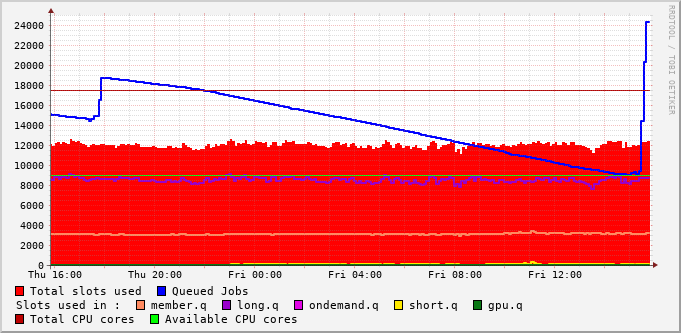 24000
22000
20000
18000
16000
14000
12000
10000
8000
6000
4000
2000
0
Thu 16:00 Thu 20:00 Fri 00:00 Fri 04:00 Fri 08:00 Fri 12:00
Total slots used Queued Jobs
Slots used in : member.q long.q ondemand.q short.q gpu.q
Total CPU cores Available CPU cores
RRDTOOL / TOBI OETIKER